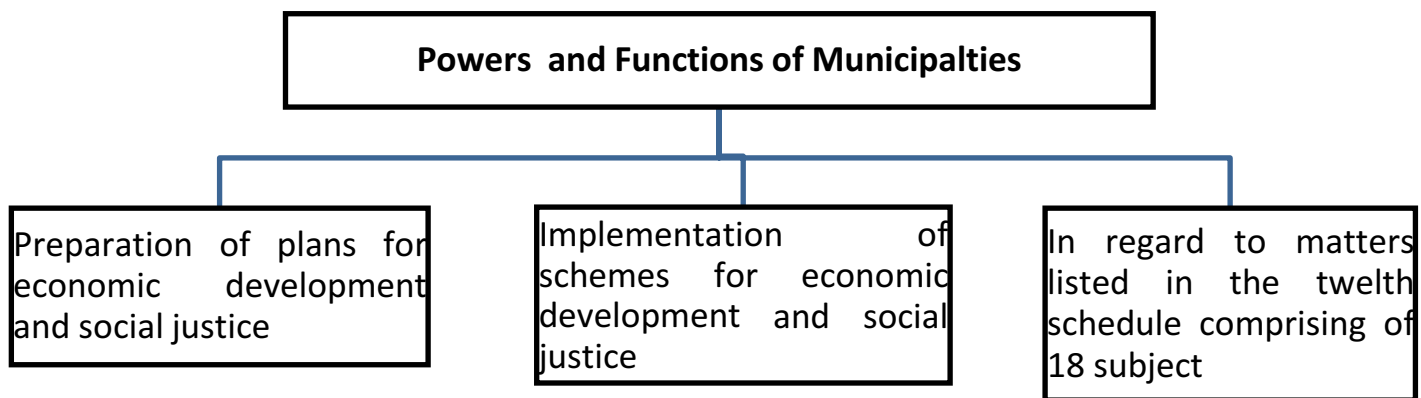 Powers and Functions of Municipalties
Preparation of plans for
economic development
and social justice
Implementation of
schemes for economic
development and social
justice
In regard to matters
listed in the twelth
schedule comprising of
18 subject